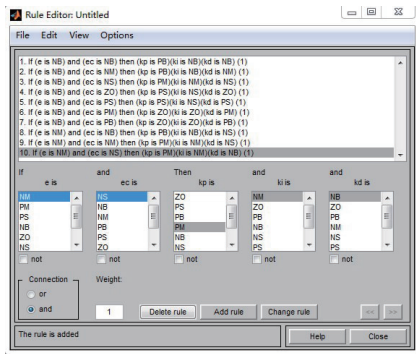 Rule Editor: Untitled
File Edit View Options
1. If (e is NB) and (ec is NB) then (kp is PB)(ki is NB)(kd is NB) (1)
2. If (e is NB) and (ec is NM) then (kp is PB)(ki is NB)(kd is NM) (1)
3. If (e is NB) and (ec is NS) then (kp is PM)(ki is NM)(kd is NS) (1)
4. If (e is NB) and (ec is ZO) then (kp is PS)(ki is NS)(kd is ZO) (1)
5. If (e is NB) and (ec is PS) then (kp is PS)(ki is NS)(kd is PS) (1)
6. If (e is NB) and (ec is PM) then (kp is ZO)(ki is ZO)(kd is PM) (1)
7. If (e is NB) and (ec is PB) then (kp is ZO)(ki is ZO)(kd is PB) (1)
8. If (e is NM) and (ec is NB) then (kp is PB)(ki is NB)(kd is NS) (1)
9. If (e is NM) and (ec is NM) then (kp is PM)(ki is NM)(kd is NS) (1)
10. If (e is NM) and (ec is NS) then (kp is PM)(ki is NM)(kd is NB) (1)
If and Then and and
e is ec is kp is ki is kd is
NM NS ZO NM NB
PM NB PS ZO ZO
PS NM PB PS PS
NB PB PM PB PB
ZO PS NB PM PM
NS ZO NS NS NS
not not not not not
Connection Weight:
or
and 1 Delete rule Add rule Change rule << >>
The rule is added Help Close